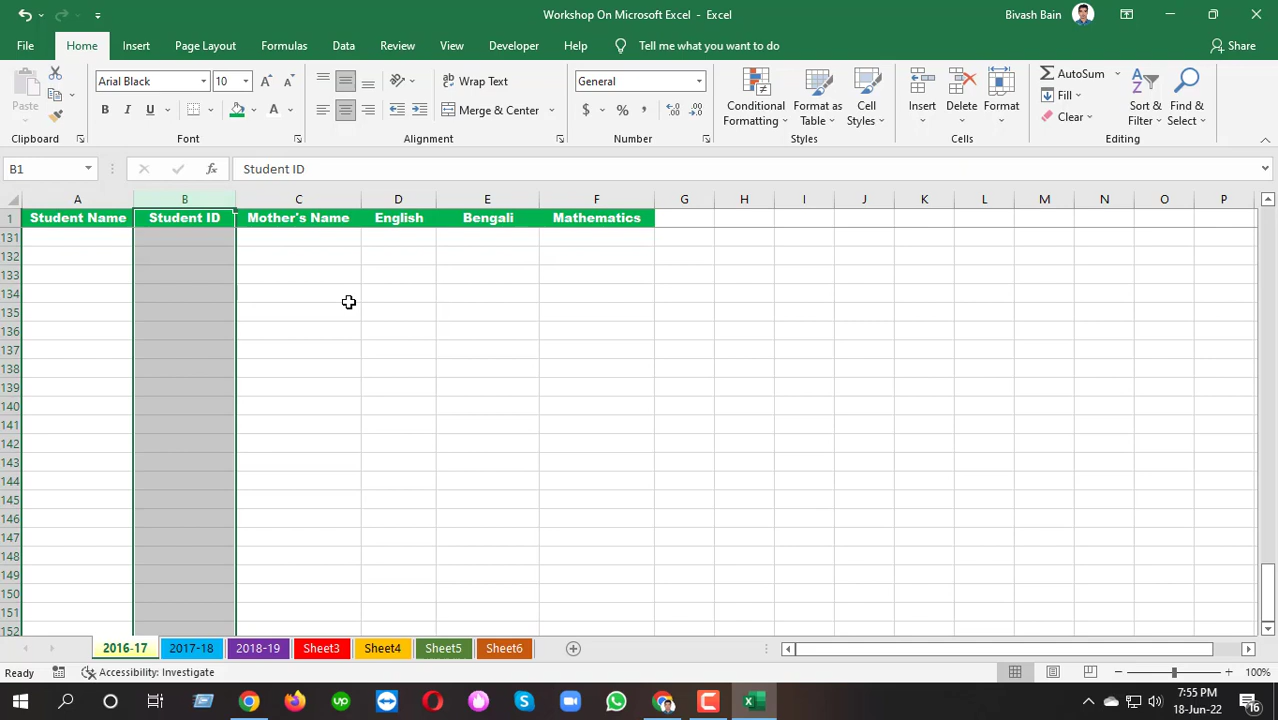 Workshop On Microsoft Excel - Excel
Bivash Bain
File Home Insert Page Layout Formulas Data Review View Developer Help Tell me what you want to do Share
Paste
Arial Black 10
Wrap Text
General
Conditional Formatting
Format as Table
Cell Styles
Insert Delete Format
AutoSum
Fill
Clear
Sort & Filter
Find & Select
B I U A
Merge & Center
$ % ,
Clipboard Font Alignment Number Styles Cells Editing
B1 fx Student ID
A B C D E F G H I J K L M N O P
1 Student Name Student ID Mother's Name English Bengali Mathematics
131
132
133
134
135
136
137
138
139
140
141
142
143
144
145
146
147
148
149
150
151
152
2016-17 2017-18 2018-19 Sheet3 Sheet4 Sheet5 Sheet6
Ready Accessibility: Investigate 100%
7:55 PM
18-Jun-22
16